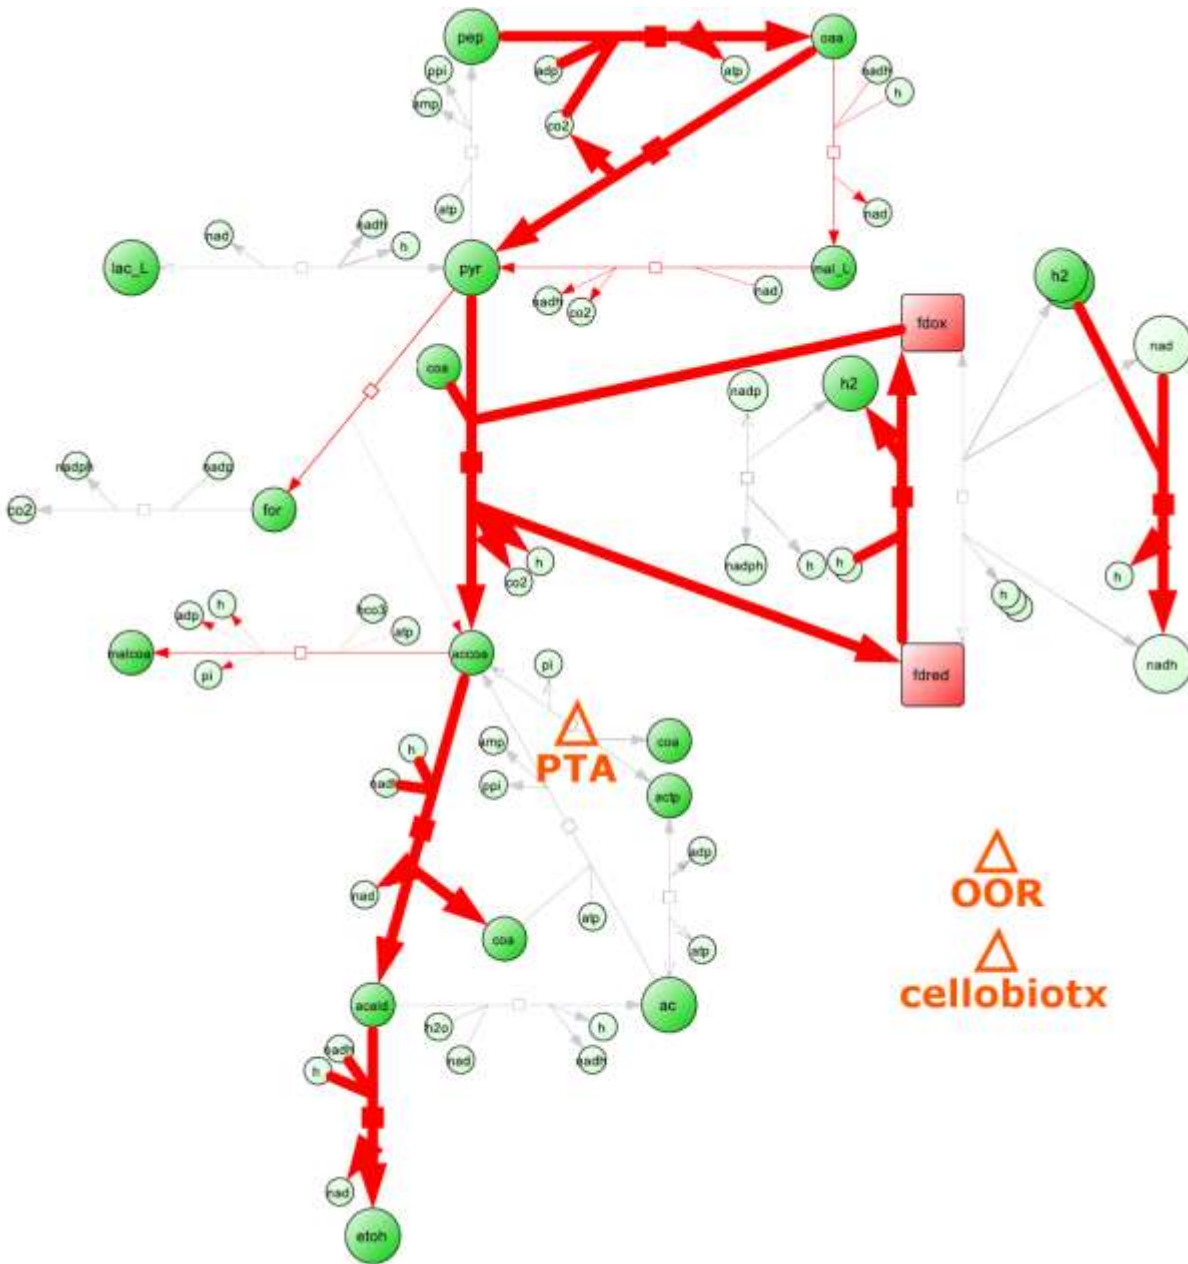 pep
oaa
ppi
adp
atp
nadh
h
amp
co2
atp
nad
nad
nadh
h
lac_L
pyr
mal_L
nadh
co2
nad
h2
fdox
nad
coa
h2
nadp
nadph
nadp
co2
for
h
co2
nadph
h
h
h
h
adp
h
hco3
atp
malcoa
accoa
pi
pi
fdred
nadh
h
amp
coa
PTA
nadh
ppi
actp
adp
OOR
nad
atp
coa
atp
cellobiotx
acald
ac
h2o
h
nad
nadh
nadh
h
nad
etoh